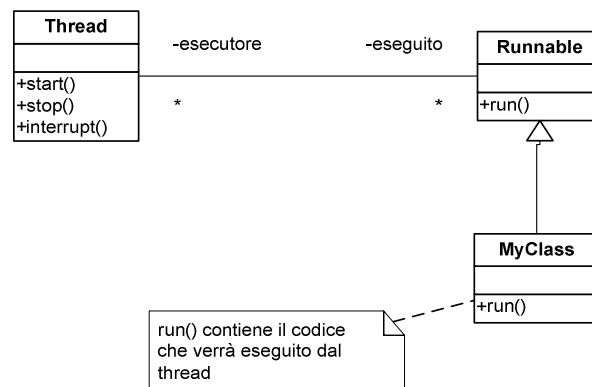 Thread
+start()
+stop()
+interrupt()
-esecutore
-eseguito
*
*
Runnable
+run()
MyClass
+run()
run() contiene il codice
che verrà eseguito dal
thread